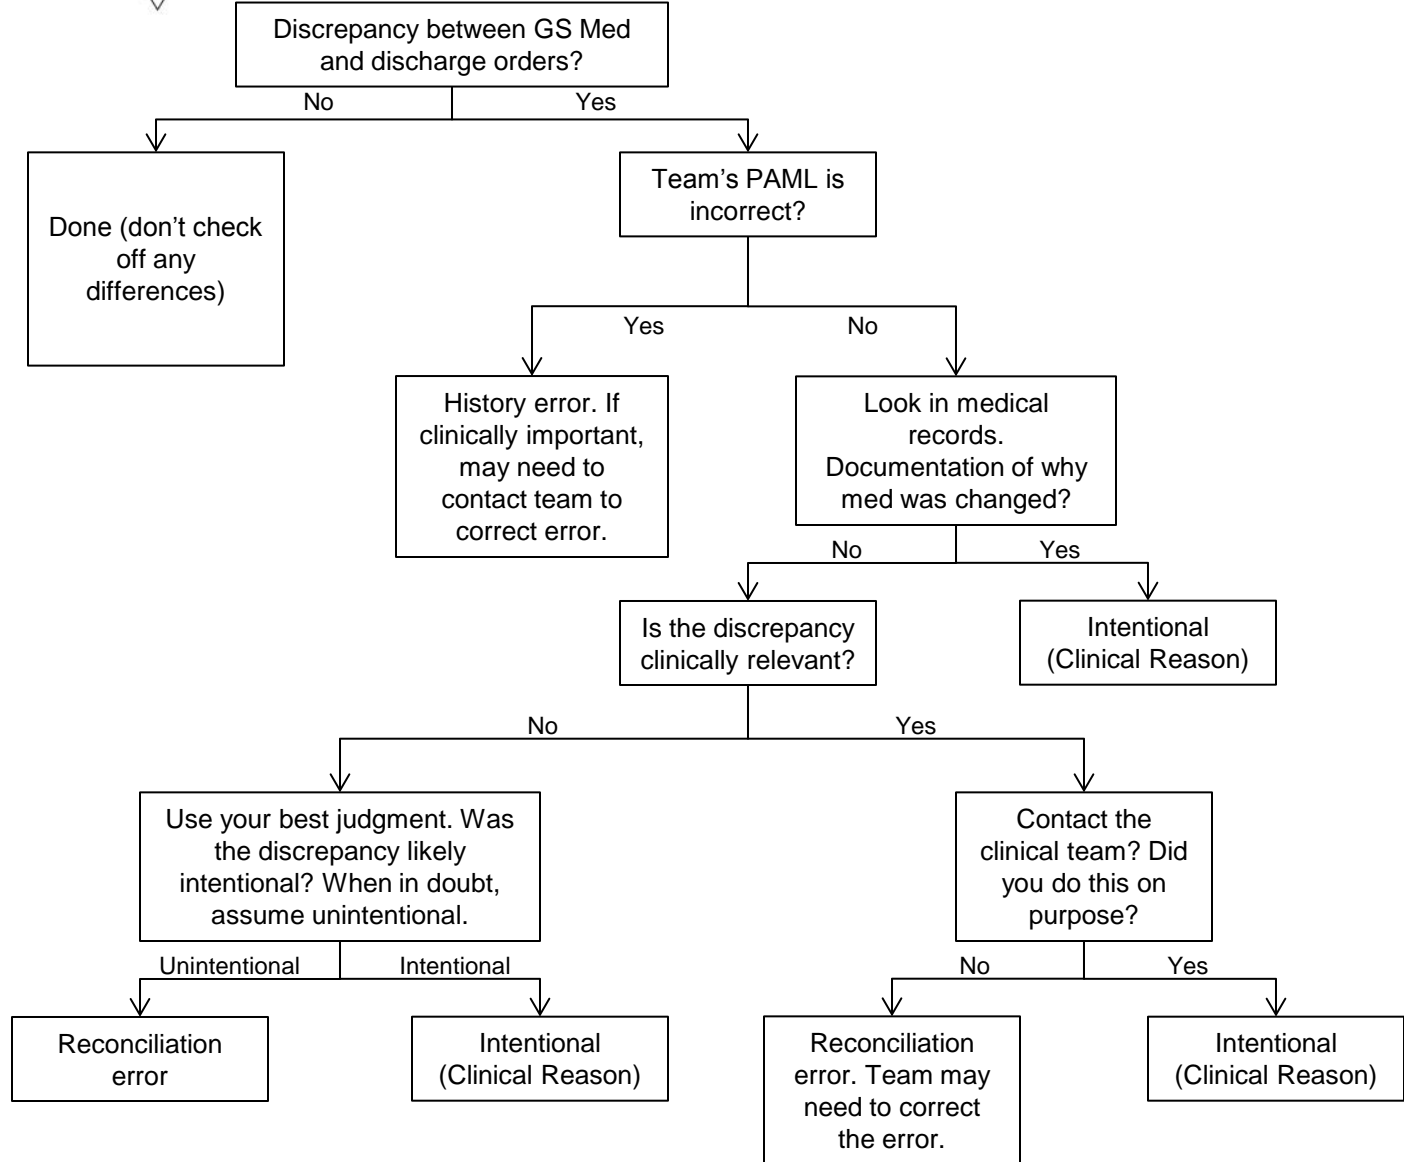 Discrepancy between GS Med
and discharge orders?
No
Yes
Done (don’t check
off any
differences)
Team’s PAML is
incorrect?
Yes
No
History error. If
clinically important,
may need to
contact team to
correct error.
Look in medical
records.
Documentation of why
med was changed?
No
Yes
Is the discrepancy
clinically relevant?
Intentional
(Clinical Reason)
No
Yes
Use your best judgment. Was
the discrepancy likely
intentional? When in doubt,
assume unintentional.
Contact the
clinical team? Did
you do this on
purpose?
Unintentional
Intentional
No
Yes
Reconciliation
error
Intentional
(Clinical Reason)
Reconciliation
error. Team may
need to correct
the error.
Intentional
(Clinical Reason)